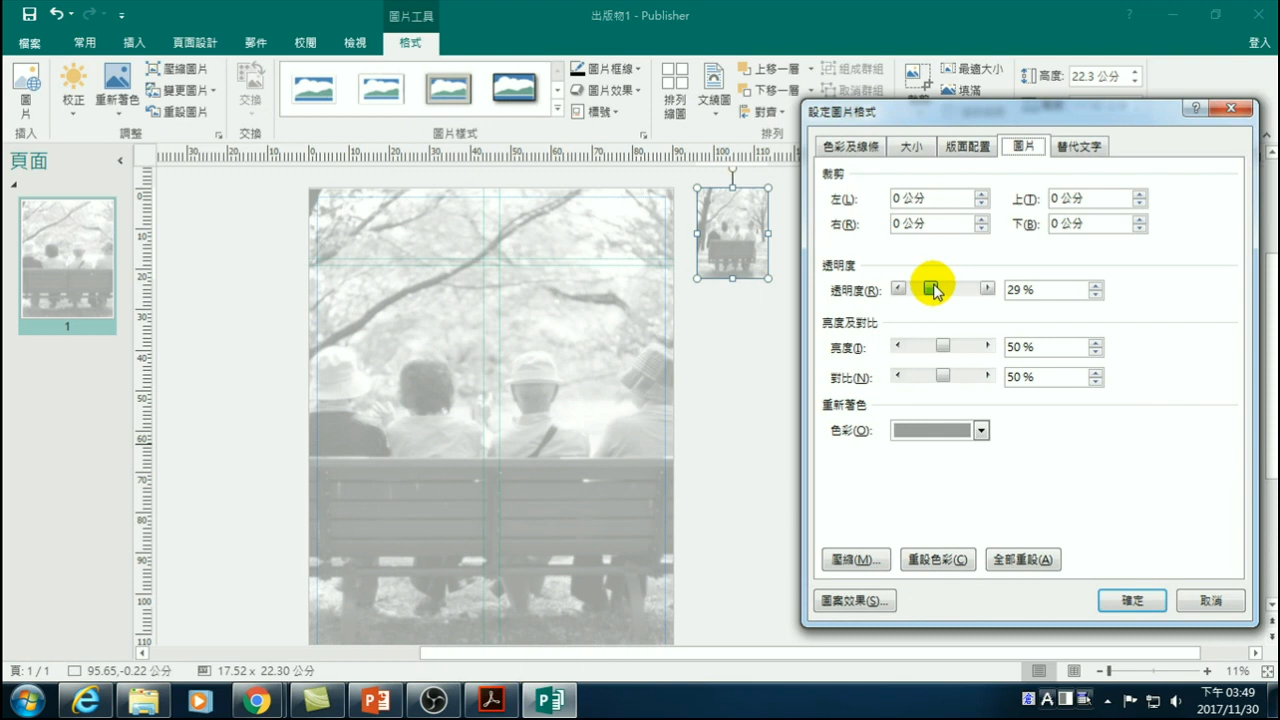 圖片工具
出版物1 - Publisher
檔案
常用
插入
頁面設計
郵件
校閱
檢視
格式
登入
圖片
插入
校正
重新著色
壓縮圖片
變更圖片
重設圖片
調整
交換
交換
圖片樣式
圖片框線
圖片效果
標號
排列縮圖
文繞圖
上移一層
下移一層
對齊
組成群組
取消群組
排列
最適大小
填滿
高度: 22.3 公分
頁面
1
設定圖片格式
色彩及線條
大小
版面配置
圖片
替代文字
裁剪
左(L): 0 公分 上(T): 0 公分
右(R): 0 公分 下(B): 0 公分
透明度
透明度(R): 29 %
亮度及對比
亮度(I): 50 %
對比(N): 50 %
重新著色
色彩(O):
壓縮(M)... 重設色彩(C) 全部重設(A)
圖案效果(S)... 確定 取消
頁: 1 / 1 95.65,-0.22 公分 17.52 x 22.30 公分 11%
下午 03:49
2017/11/30